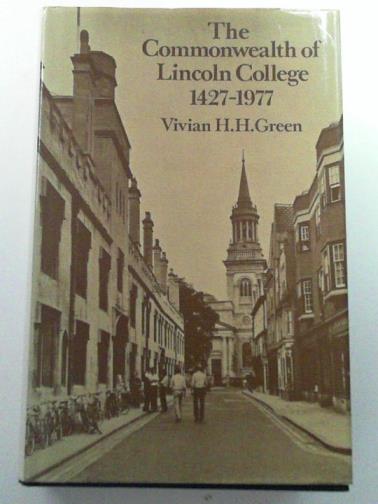 The
Commonwealth of
Lincoln College
1427-1977
Vivian H.H.Green